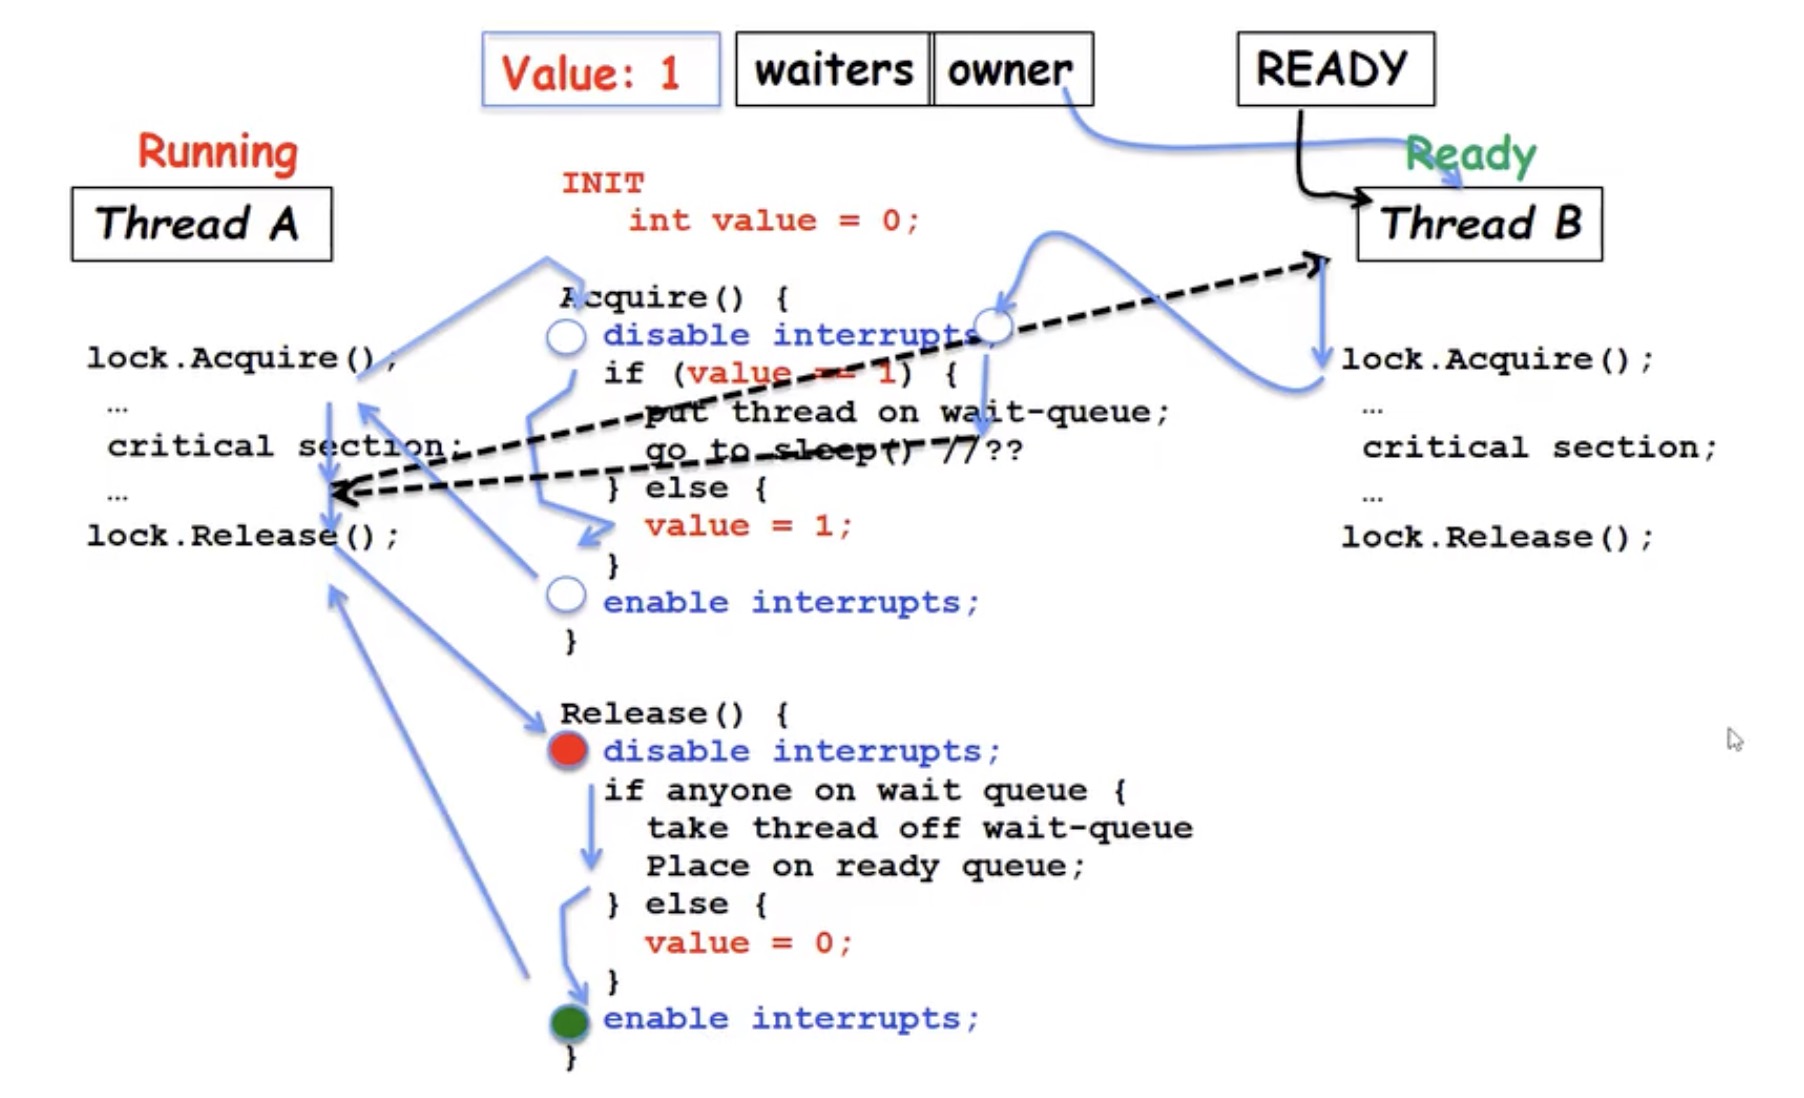 Value: 1
waiters
owner
READY
Running
Ready
Thread A
Thread B
INIT
int value = 0;
Acquire() {
disable interrupts;
if (value == 1) {
put thread on wait-queue;
go to sleep() //??
} else {
value = 1;
}
enable interrupts;
}
lock.Acquire();
…
critical section;
…
lock.Release();
lock.Acquire();
…
critical section;
…
lock.Release();
Release() {
disable interrupts;
if anyone on wait queue {
take thread off wait-queue
Place on ready queue;
} else {
value = 0;
}
enable interrupts;
}